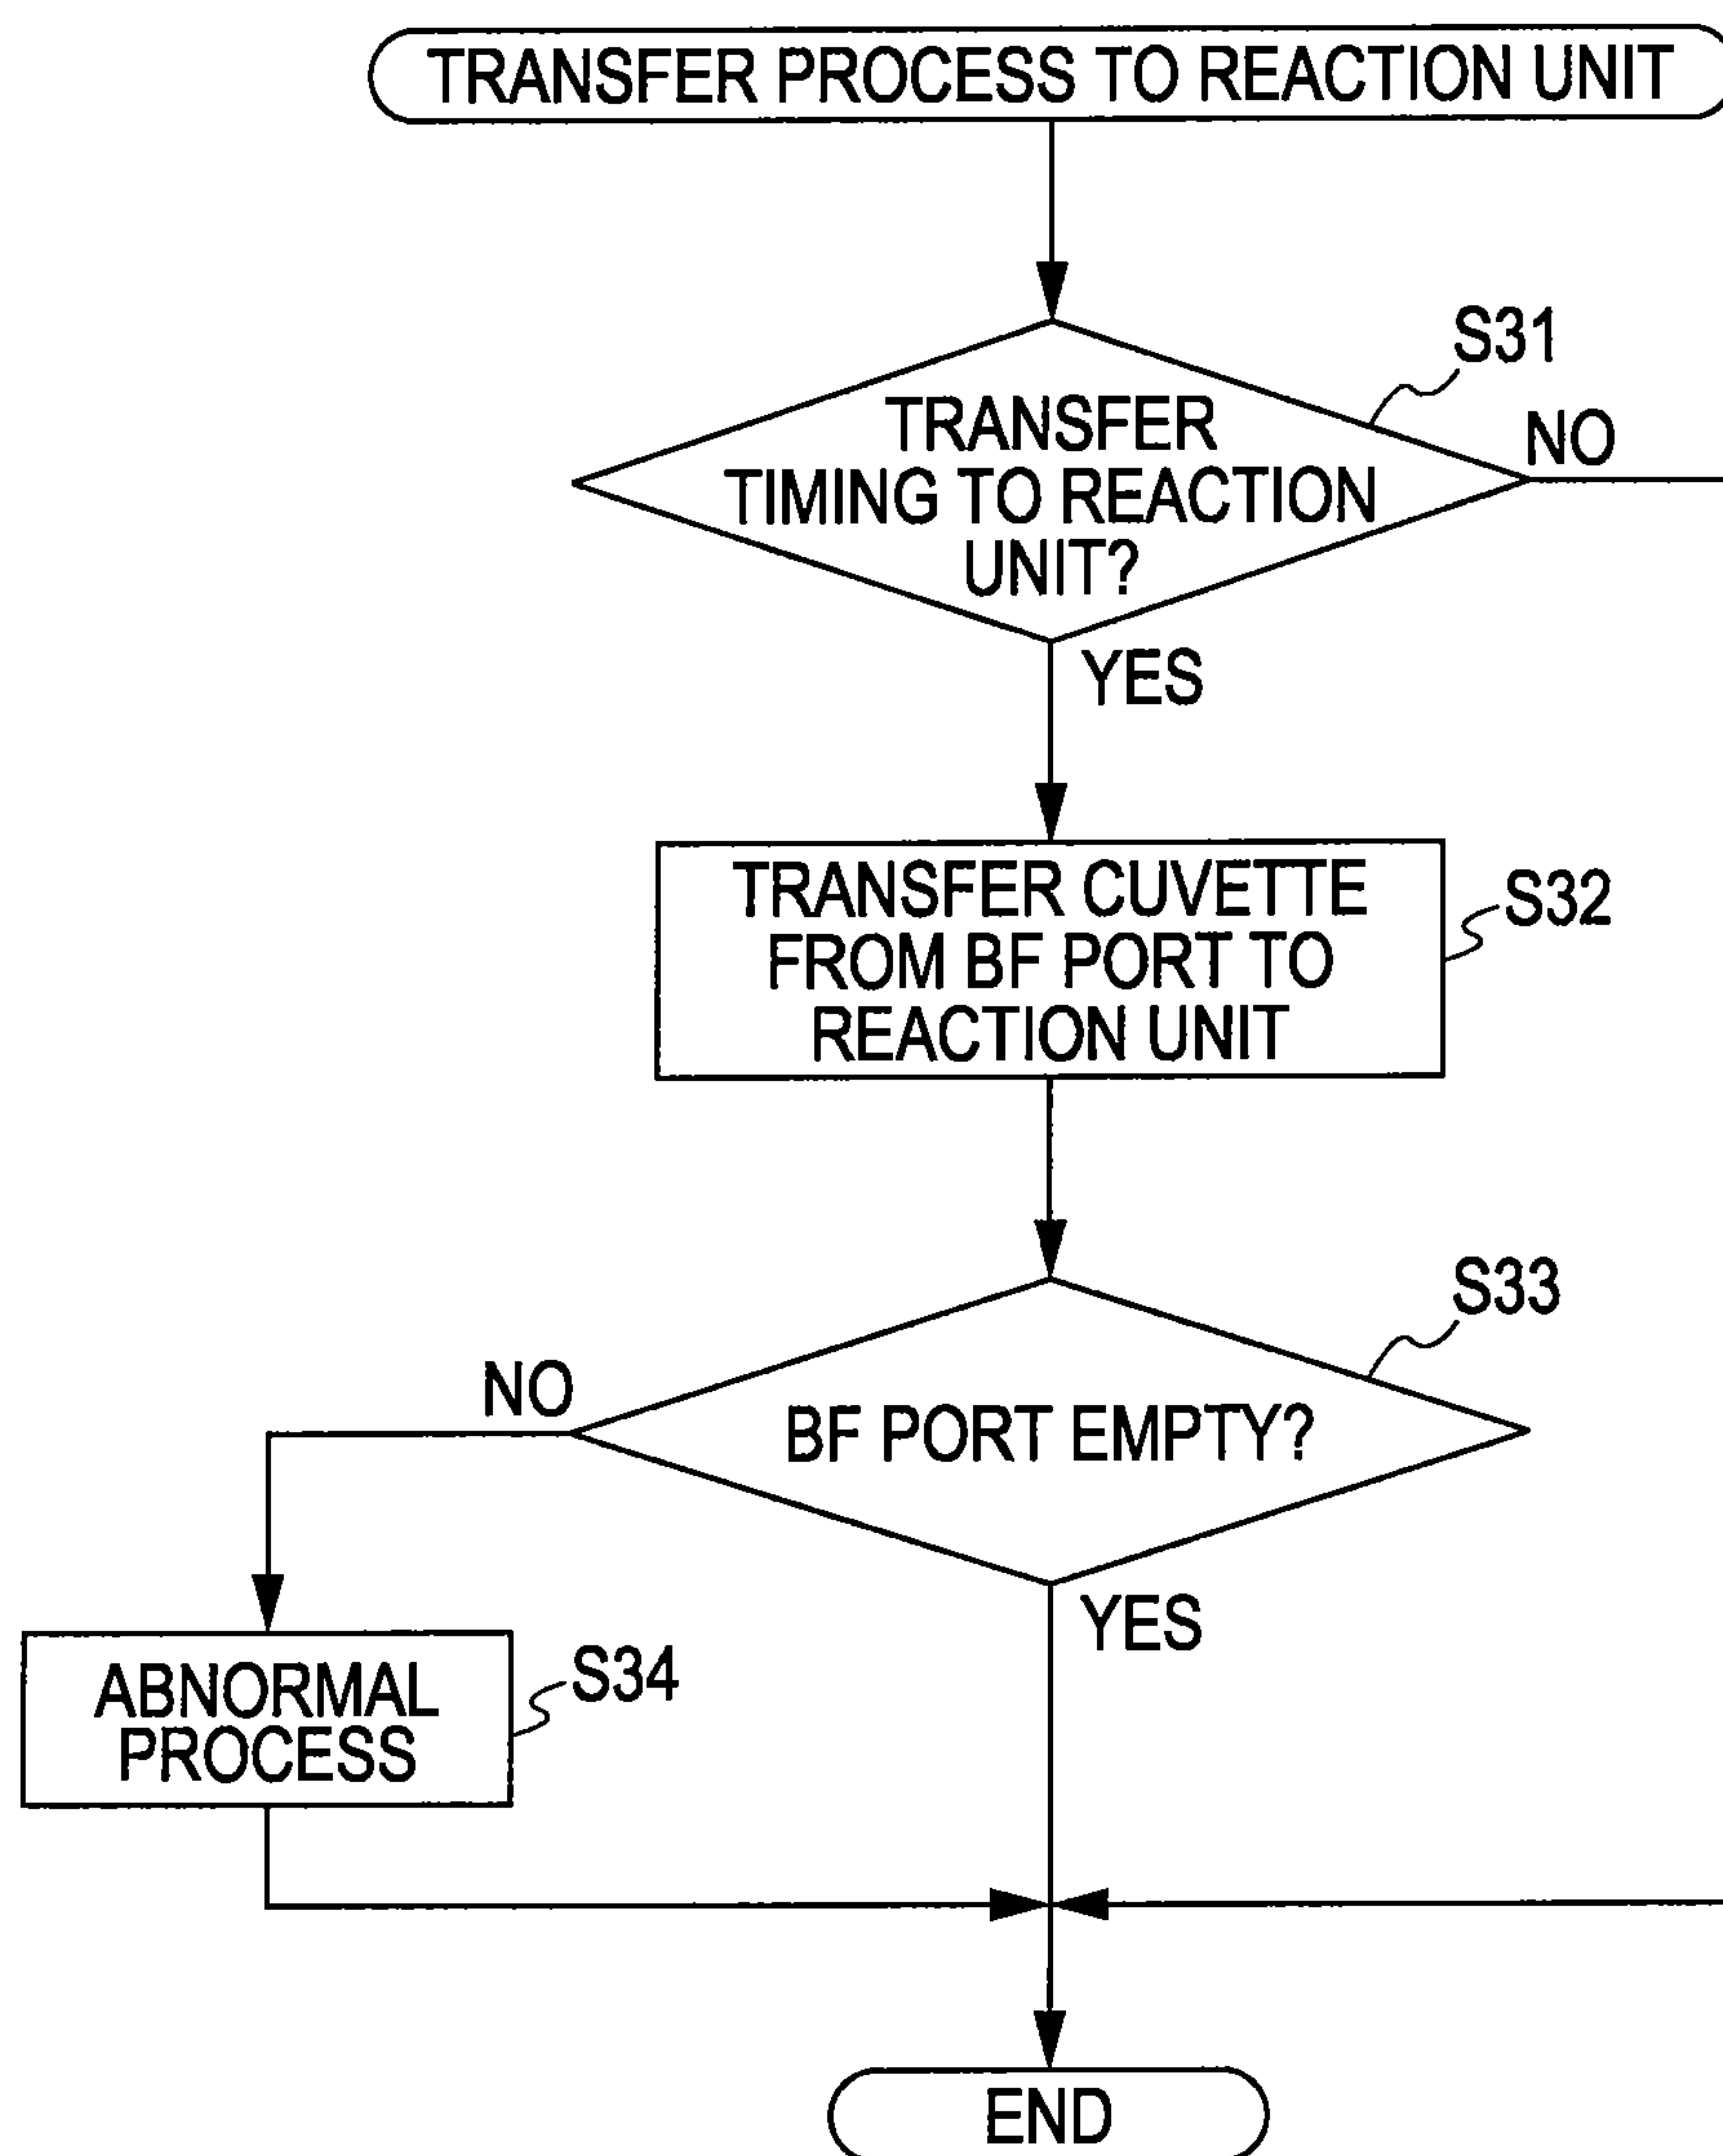 TRANSFER PROCESS TO REACTION UNIT
S31
TRANSFER
TIMING TO REACTION
UNIT?
NO
YES
TRANSFER CUVETTE
FROM BF PORT TO
REACTION UNIT
S32
S33
NO
BF PORT EMPTY?
YES
ABNORMAL
PROCESS
S34
END